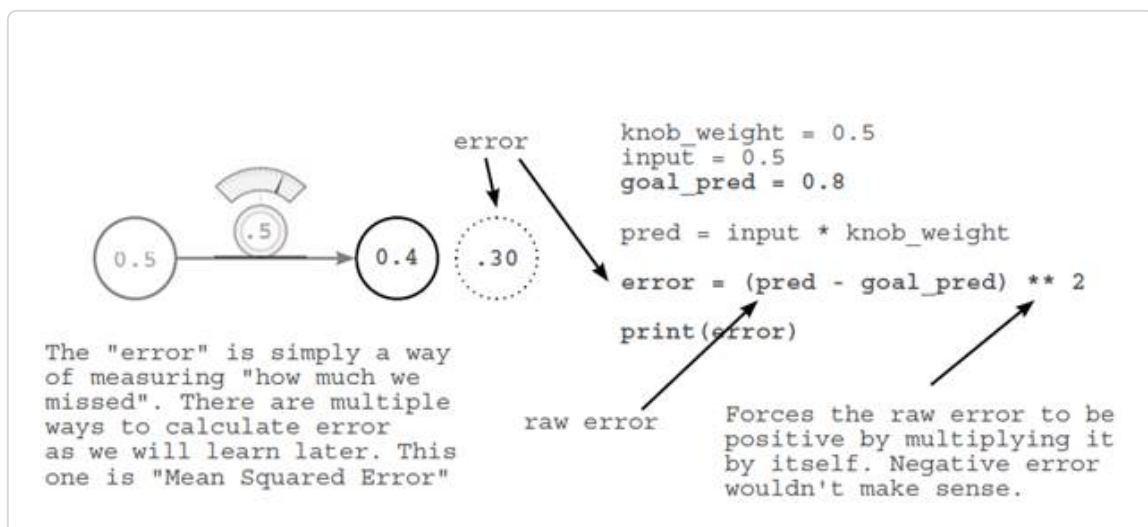 error
knob_weight = 0.5
input = 0.5
goal_pred = 0.8
pred = input * knob_weight
error = (pred - goal_pred) ** 2
print(error)
.5
0.5
0.4
.30
The "error" is simply a way
of measuring "how much we
missed". There are multiple
ways to calculate error
as we will learn later. This
one is "Mean Squared Error"
raw error
Forces the raw error to be
positive by multiplying it
by itself. Negative error
wouldn't make sense.